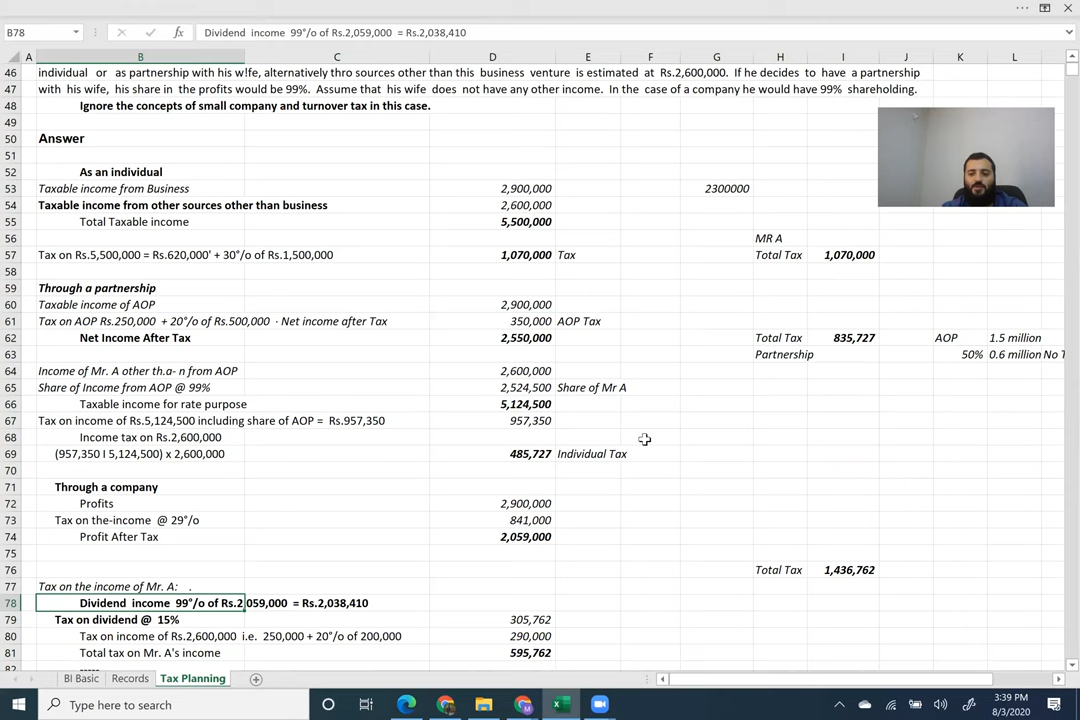 B78
Dividend income 99°/o of Rs.2,059,000 = Rs.2,038,410
A B C D E F G H I J K L
46 individual or as partnership with his w!fe, alternatively thro sources other than this business venture is estimated at Rs.2,600,000. If he decides to have a partnership
47 with his wife, his share in the profits would be 99%. Assume that his wife does not have any other income. In the case of a company he would have 99% shareholding.
48 Ignore the concepts of small company and turnover tax in this case.
49
50 Answer
51
52 As an individual
53 Taxable income from Business 2,900,000 2300000
54 Taxable income from other sources other than business 2,600,000
55 Total Taxable income 5,500,000
56 MR A
57 Tax on Rs.5,500,000 = Rs.620,000' + 30°/o of Rs.1,500,000 1,070,000 Tax Total Tax 1,070,000
58
59 Through a partnership
60 Taxable income of AOP 2,900,000
61 Tax on AOP Rs.250,000 + 20°/o of Rs.500,000 · Net income after Tax 350,000 AOP Tax
62 Net Income After Tax 2,550,000 Total Tax 835,727 AOP 1.5 million
63 Partnership 50% 0.6 million No T
64 Income of Mr. A other th.a- n from AOP 2,600,000
65 Share of Income from AOP @ 99% 2,524,500 Share of Mr A
66 Taxable income for rate purpose 5,124,500
67 Tax on income of Rs.5,124,500 including share of AOP = Rs.957,350 957,350
68 Income tax on Rs.2,600,000
69 (957,350 I 5,124,500) x 2,600,000 485,727 Individual Tax
70
71 Through a company
72 Profits 2,900,000
73 Tax on the-income @ 29°/o 841,000
74 Profit After Tax 2,059,000
75
76 Total Tax 1,436,762
77 Tax on the income of Mr. A: .
78 Dividend income 99°/o of Rs.2,059,000 = Rs.2,038,410
79 Tax on dividend @ 15% 305,762
80 Tax on income of Rs.2,600,000 i.e. 250,000 + 20°/o of 200,000 290,000
81 Total tax on Mr. A's income 595,762
82 -----
BI Basic Records Tax Planning
Type here to search
3:39 PM
8/3/2020